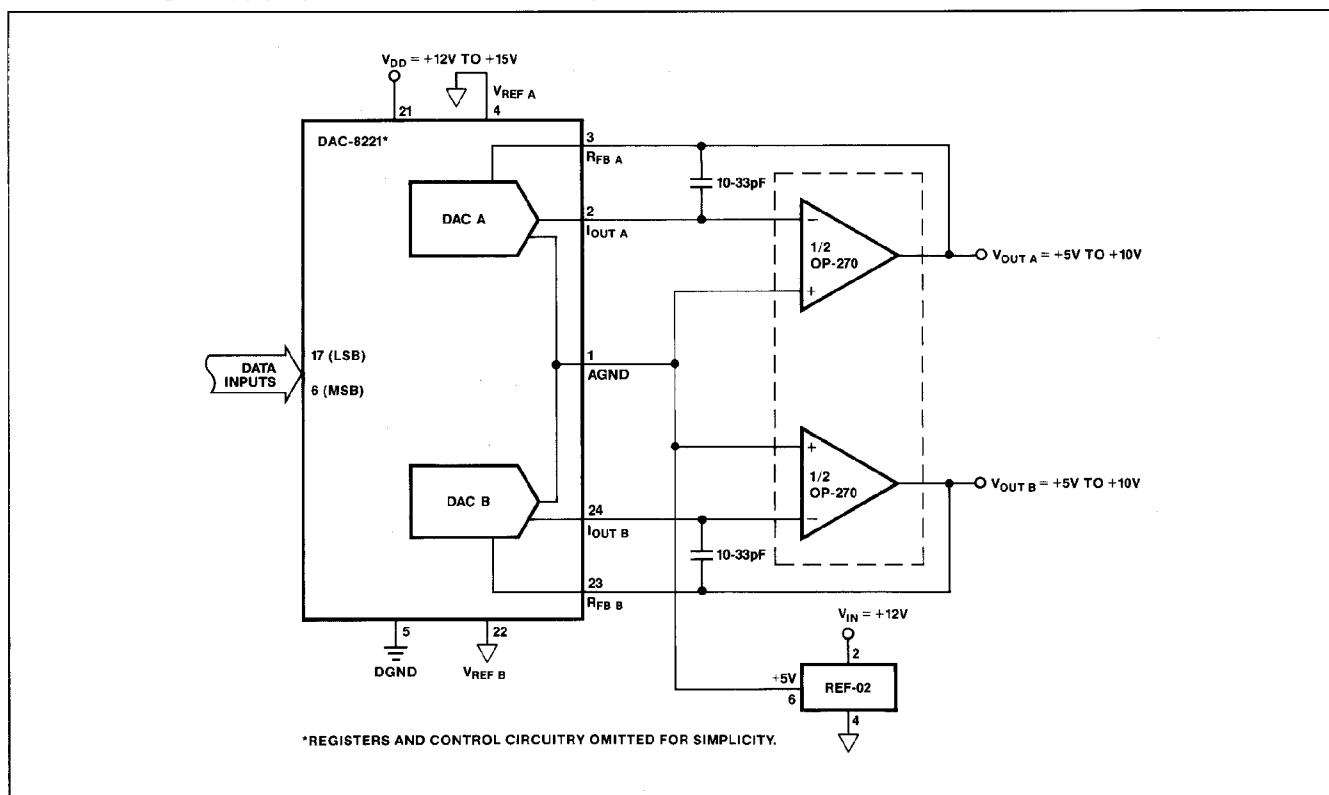 V_DD = +12V TO +15V
V_REF A
21
4
DAC-8221*
3
R_FB A
10-33pF
DAC A
2
I_OUT A
−
1/2
OP-270
+
V_OUT A = +5V TO +10V
17 (LSB)
DATA
INPUTS
6 (MSB)
1
AGND
DAC B
+
1/2
OP-270
−
V_OUT B = +5V TO +10V
24
I_OUT B
10-33pF
23
R_FB B
5
DGND
22
V_REF B
V_IN = +12V
2
+5V
6
REF-02
4
*REGISTERS AND CONTROL CIRCUITRY OMITTED FOR SIMPLICITY.